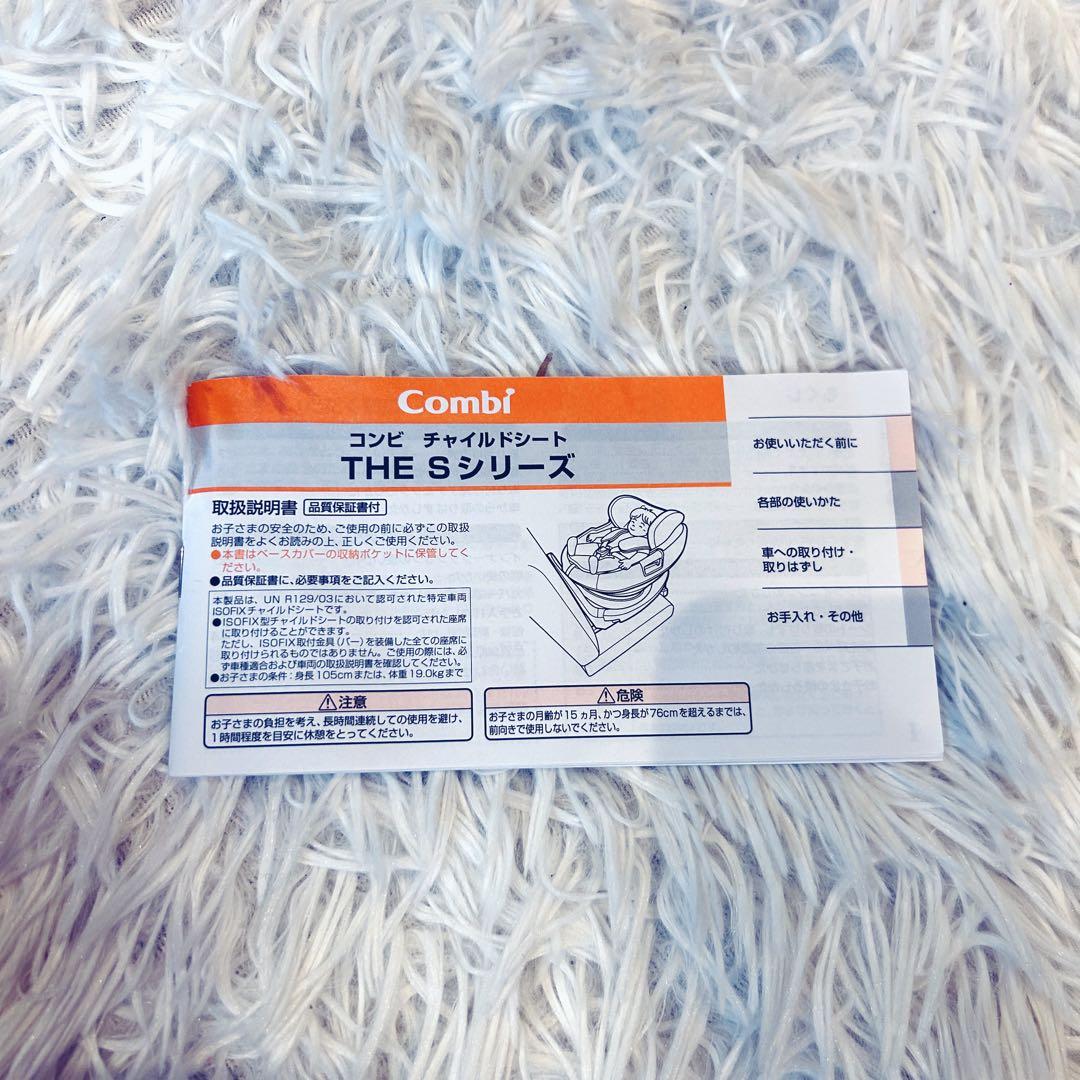 Combi
コンビ チャイルドシート
THE Sシリーズ
取扱説明書 品質保証書付
お子さまの安全のため、ご使用の前に必ずこの取扱
説明書をよくお読みの上、正しくご使用ください。
●本書はベースカバーの収納ポケットに保管してく
ださい。
●品質保証書に、必要事項をご記入ください。
本製品は、UN R129/03において認可された特定車両
ISOFIXチャイルドシートです。
●ISOFIX型チャイルドシートの取り付けを認可された座席
に取り付けることができます。
ただし、ISOFIX取付金具(バー)を装備した全ての座席に
取り付けられるものではありません。ご使用の際には、必
ず車種適合および車両の取扱説明書を確認してください。
●お子さまの条件:身長105cmまたは、体重19.0kgまで
⚠注意
お子さまの負担を考え、長時間連続しての使用を避け、
1時間程度を目安に休憩をとってください。
⚠危険
お子さまの月齢が15ヵ月、かつ身長が76cmを超えるまでは、
前向きで使用しないでください。
お使いいただく前に
各部の使いかた
車への取り付け・
取りはずし
お手入れ・その他